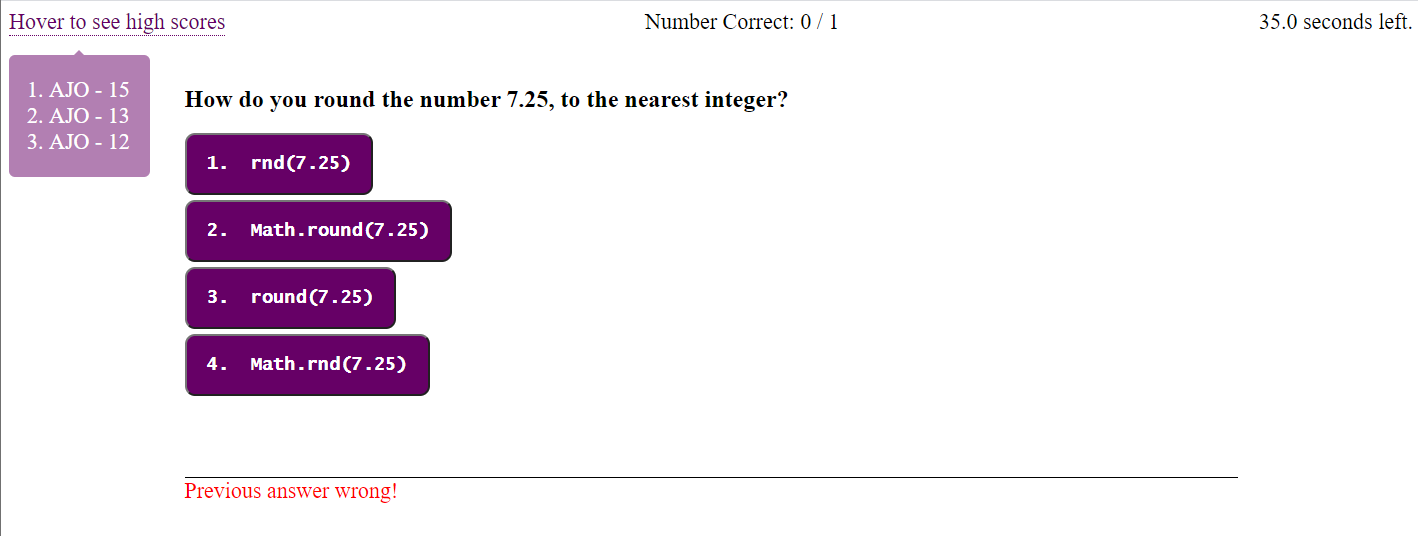 Hover to see high scores
Number Correct: 0 / 1
35.0 seconds left.
1. AJO - 15
2. AJO - 13
3. AJO - 12
How do you round the number 7.25, to the nearest integer?
1. rnd(7.25)
2. Math.round(7.25)
3. round(7.25)
4. Math.rnd(7.25)
Previous answer wrong!